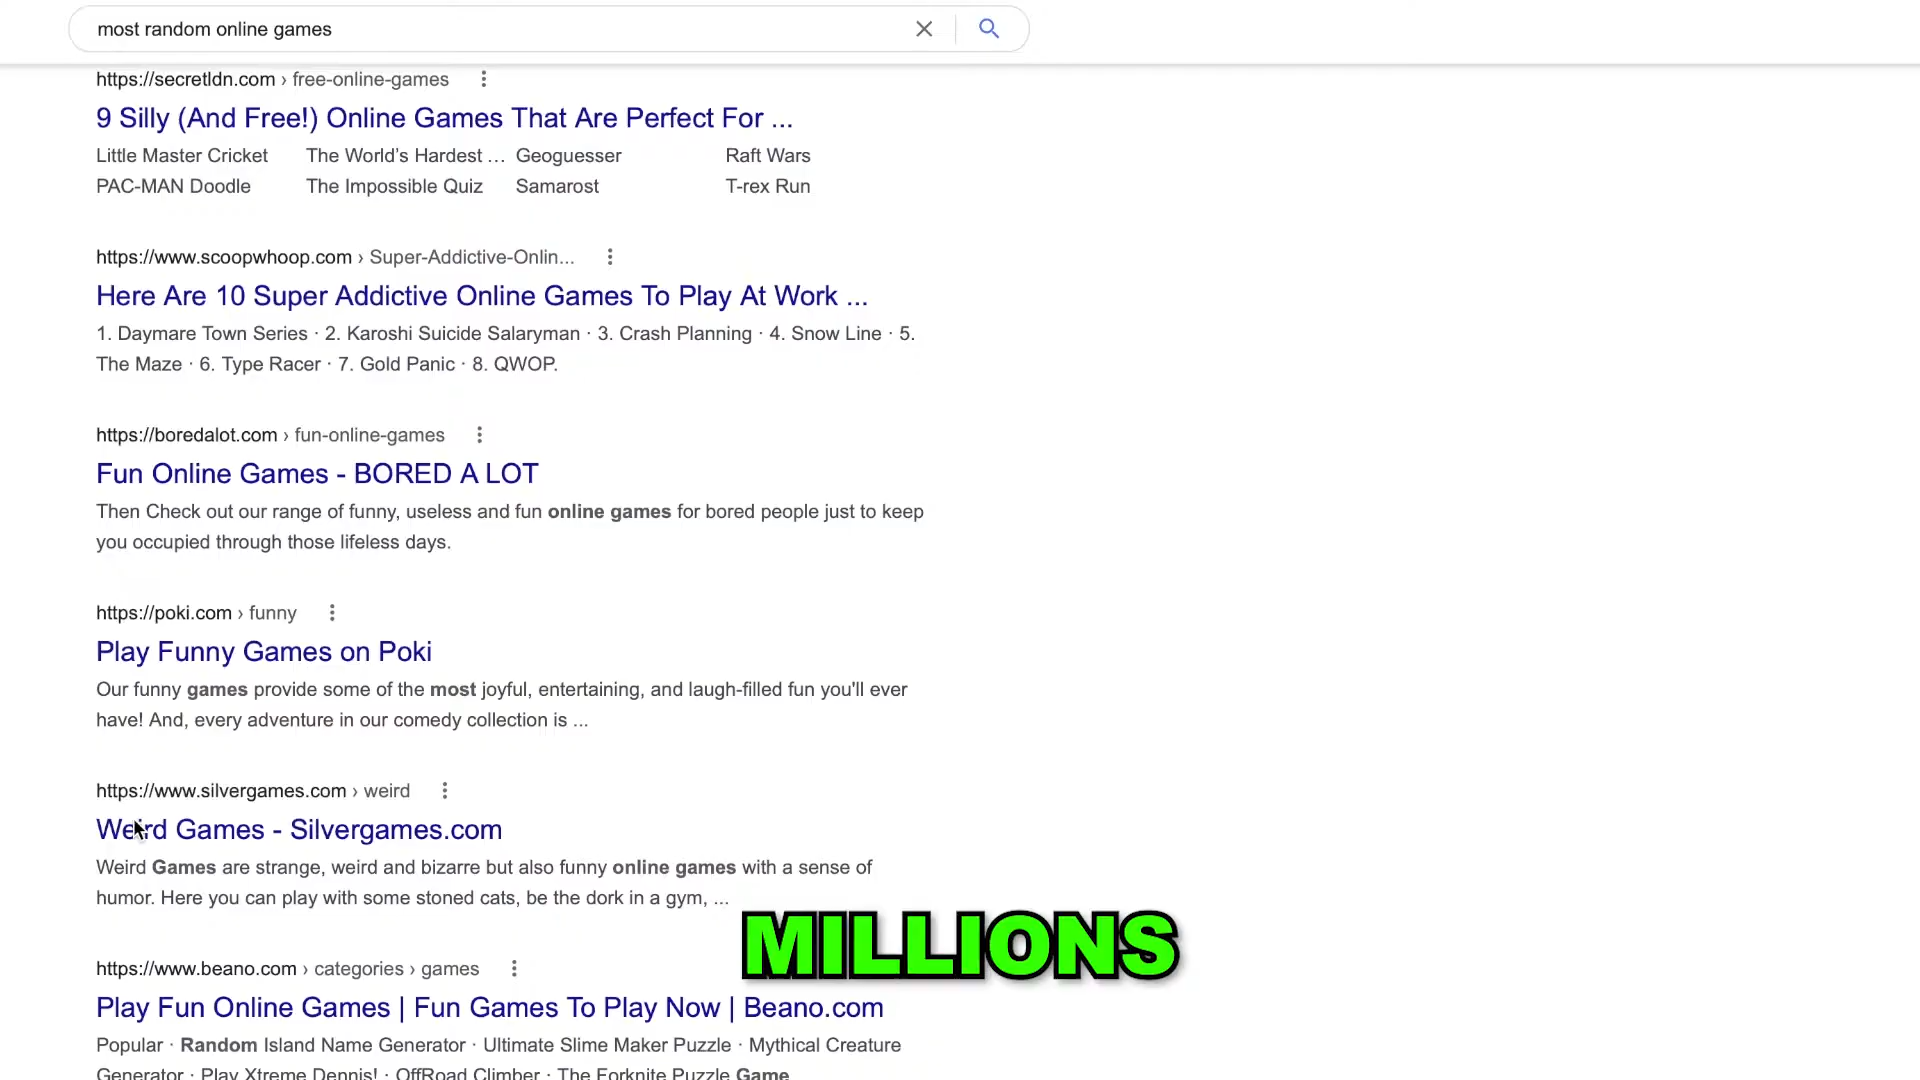 most random online games
https://secretldn.com › free-online-games
9 Silly (And Free!) Online Games That Are Perfect For ...
Little Master Cricket The World's Hardest ... Geoguesser Raft Wars
PAC-MAN Doodle The Impossible Quiz Samarost T-rex Run
https://www.scoopwhoop.com › Super-Addictive-Onlin...
Here Are 10 Super Addictive Online Games To Play At Work ...
1. Daymare Town Series · 2. Karoshi Suicide Salaryman · 3. Crash Planning · 4. Snow Line · 5.
The Maze · 6. Type Racer · 7. Gold Panic · 8. QWOP.
https://boredalot.com › fun-online-games
Fun Online Games - BORED A LOT
Then Check out our range of funny, useless and fun online games for bored people just to keep
you occupied through those lifeless days.
https://poki.com › funny
Play Funny Games on Poki
Our funny games provide some of the most joyful, entertaining, and laugh-filled fun you'll ever
have! And, every adventure in our comedy collection is ...
https://www.silvergames.com › weird
Weird Games - Silvergames.com
Weird Games are strange, weird and bizarre but also funny online games with a sense of
humor. Here you can play with some stoned cats, be the dork in a gym, ...
MILLIONS
https://www.beano.com › categories › games
Play Fun Online Games | Fun Games To Play Now | Beano.com
Popular · Random Island Name Generator · Ultimate Slime Maker Puzzle · Mythical Creature
Generator · Play Xtreme Dennis! · OffRoad Climber · The Forknite Puzzle Game